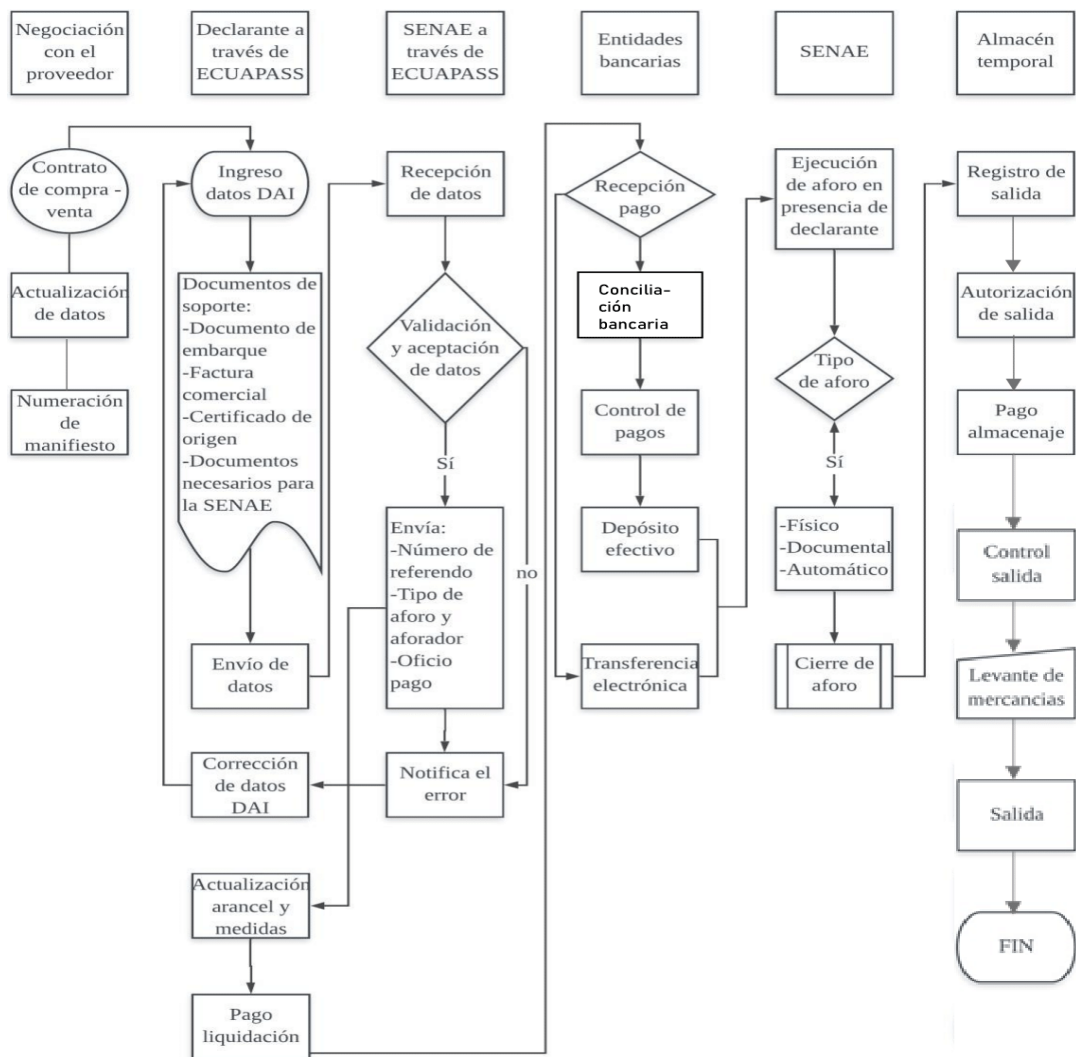 Negociación
con el
proveedor
Declarante a
través de
ECUAPASS
SENAE a
través de
ECUAPASS
Entidades
bancarias
SENAE
Almacén
temporal
Contrato
de compra -
venta
Actualización
de datos
Numeración
de
manifiesto
Ingreso
datos DAI
Documentos de
soporte:
-Documento de
embarque
-Factura
comercial
-Certificado de
origen
-Documentos
necesarios para
la SENAE
Envío de
datos
Corrección
de datos
DAI
Actualización
arancel y
medidas
Pago
liquidación
Recepción
de datos
Validación
y aceptación
de datos
Sí
no
Envía:
-Número de
referendo
-Tipo de
aforo y
aforador
-Oficio
pago
Notifica el
error
Recepción
pago
Concilia-
ción
bancaria
Control de
pagos
Depósito
efectivo
Transferencia
electrónica
Ejecución
de aforo en
presencia de
declarante
Tipo
de aforo
Sí
-Físico
-Documental
-Automático
Cierre de
aforo
Registro de
salida
Autorización
de salida
Pago
almacenaje
Control
salida
Levante de
mercancias
Salida
FIN